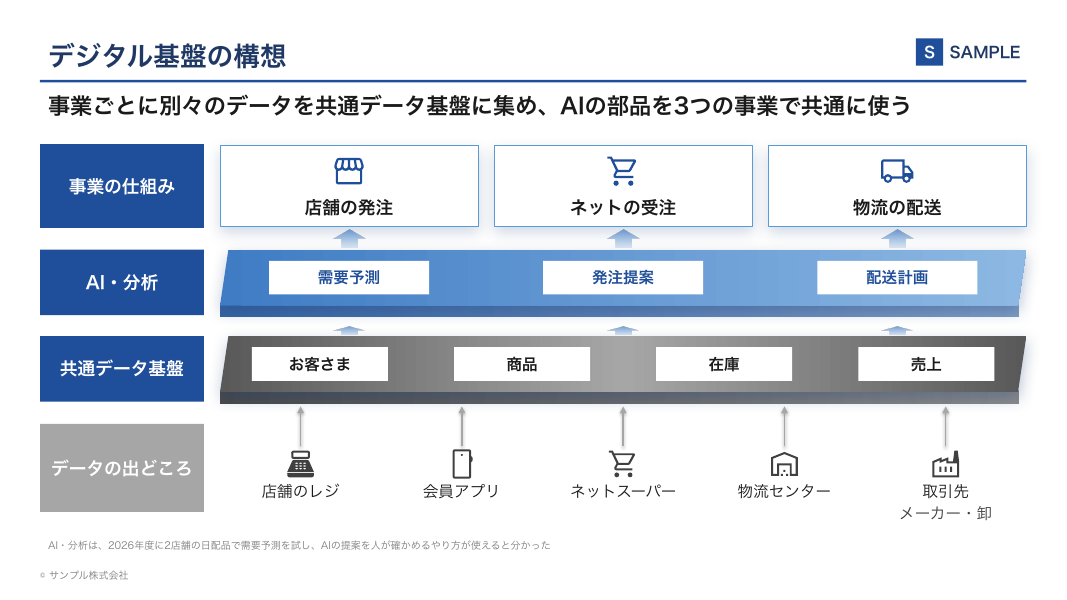 デジタル基盤の構想
S SAMPLE
事業ごとに別々のデータを共通データ基盤に集め、AIの部品を3つの事業で共通に使う
事業の仕組み
店舗の発注
ネットの受注
物流の配送
AI・分析
需要予測
発注提案
配送計画
共通データ基盤
お客さま
商品
在庫
売上
データの出どころ
店舗のレジ
会員アプリ
ネットスーパー
物流センター
取引先
メーカー・卸
AI・分析は、2026年度に2店舗の日配品で需要予測を試し、AIの提案を人が確かめるやり方が使えると分かった
© サンプル株式会社